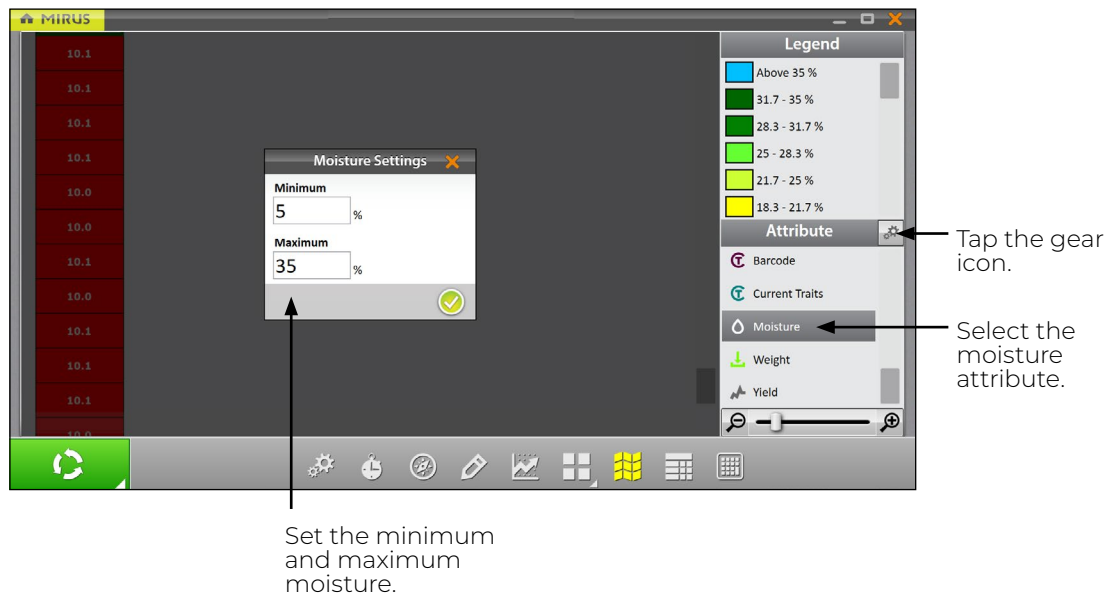 MIRUS
10.1
10.1
10.1
10.1
10.0
10.0
10.1
10.0
10.1
10.1
10.1
10.0
Moisture Settings
Minimum
5 %
Maximum
35 %
Legend
Above 35 %
31.7 - 35 %
28.3 - 31.7 %
25 - 28.3 %
21.7 - 25 %
18.3 - 21.7 %
Attribute
Barcode
Current Traits
Moisture
Weight
Yield
Tap the gear
icon.
Select the
moisture
attribute.
Set the minimum
and maximum
moisture.